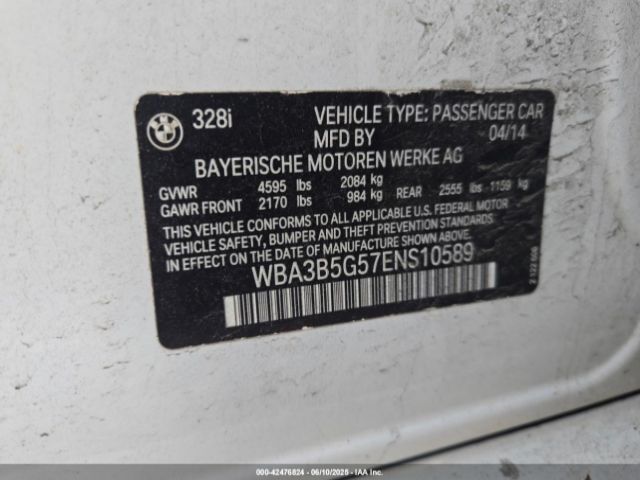 BMW
328i VEHICLE TYPE: PASSENGER CAR
MFD BY 04/14
BAYERISCHE MOTOREN WERKE AG
GVWR 4595 lbs 2084 kg
GAWR FRONT 2170 lbs 984 kg REAR 2555 lbs 1159 kg
THIS VEHICLE CONFORMS TO ALL APPLICABLE U.S. FEDERAL MOTOR
VEHICLE SAFETY, BUMPER AND THEFT PREVENTION STANDARDS IN EFFECT ON
THE DATE OF MANUFACTURE SHOWN ABOVE.
WBA3B5G57ENS10589
000-42476824 | 06/10/2025 | IAA Inc.